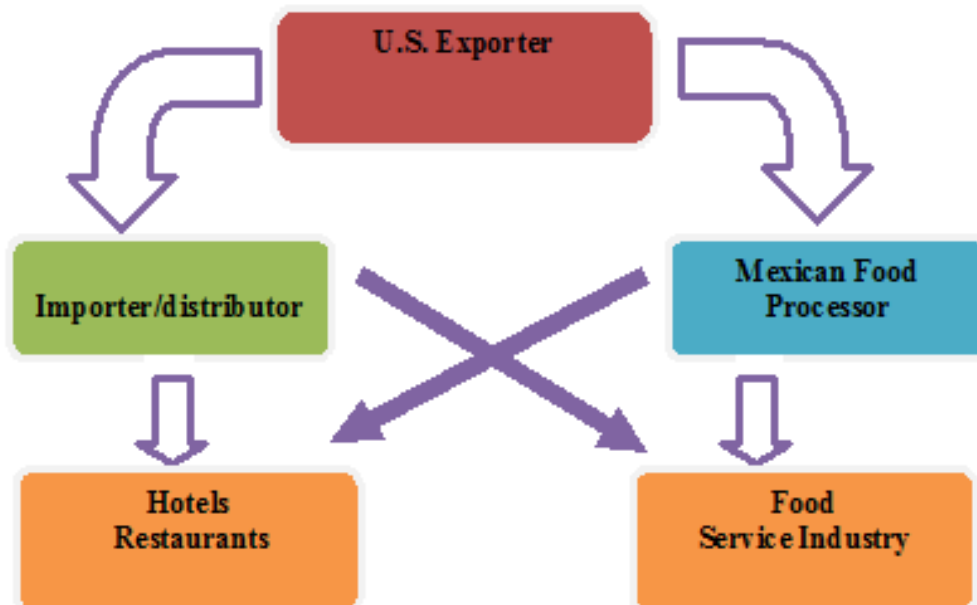 U.S. Exporter
Importer/distributor
Mexican Food
Processor
Hotels
Restaurants
Food
Service Industry